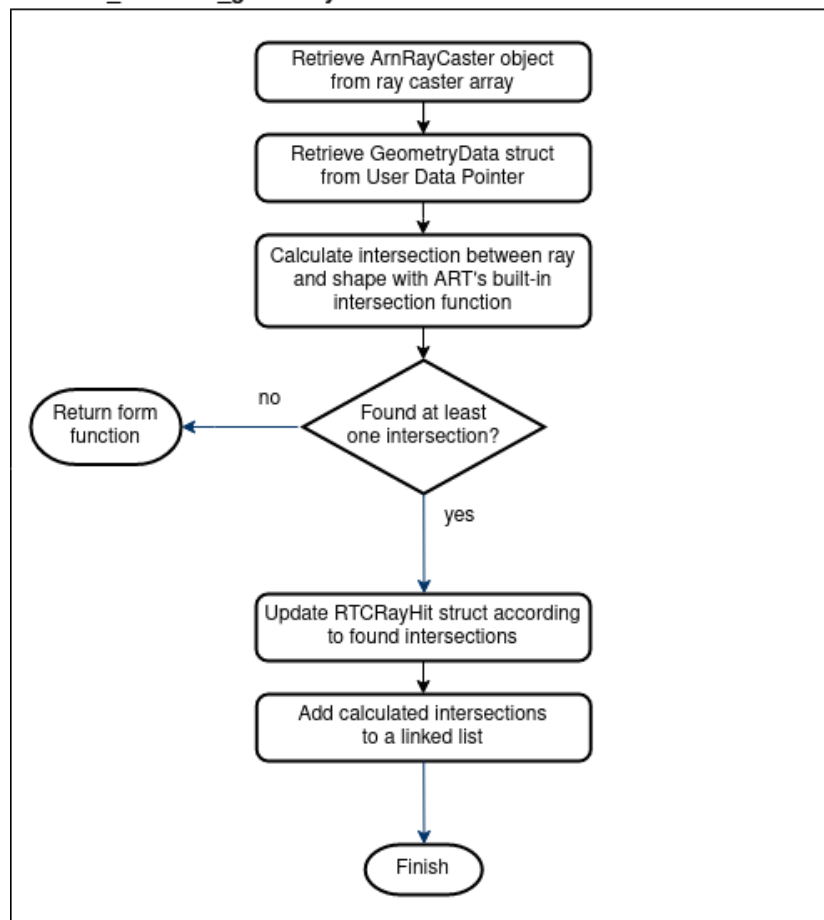 Retrieve ArnRayCaster object
from ray caster array
Retrieve GeometryData struct
from User Data Pointer
Calculate intersection between ray
and shape with ART's built-in
intersection function
Found at least
one intersection?
no
Return form
function
yes
Update RTCRayHit struct according
to found intersections
Add calculated intersections
to a linked list
Finish